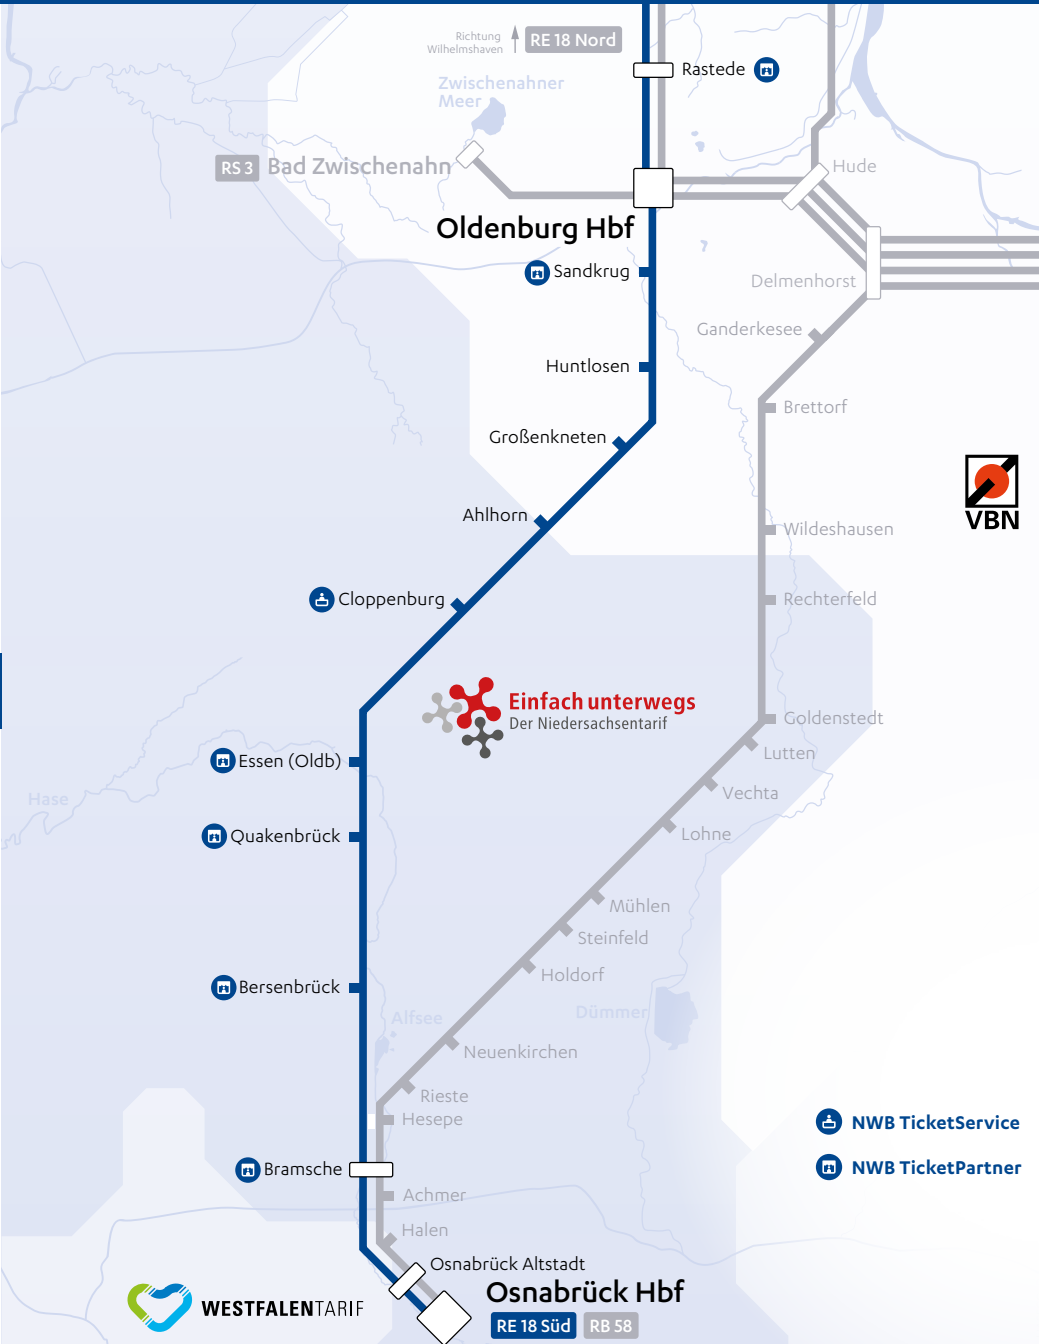 Richtung
Wilhelmshaven
RE 18 Nord
Rastede
Zwischenahner
Meer
RS 3 Bad Zwischenahn
Hude
Oldenburg Hbf
Sandkrug
Delmenhorst
Ganderkesee
Huntlosen
Brettorf
Großenkneten
Ahlhorn
VBN
Wildeshausen
Cloppenburg
Rechterfeld
Einfach unterwegs
Der Niedersachsentarif
Goldenstedt
Lutten
Essen (Oldb)
Vechta
Hase
Quakenbrück
Lohne
Mühlen
Steinfeld
Holdorf
Bersenbrück
Alfsee
Dümmer
Neuenkirchen
Rieste
Hesepe
NWB TicketService
Bramsche
NWB TicketPartner
Achmer
Halen
Osnabrück Altstadt
Osnabrück Hbf
WESTFALENTARIF
RE 18 Süd
RB 58